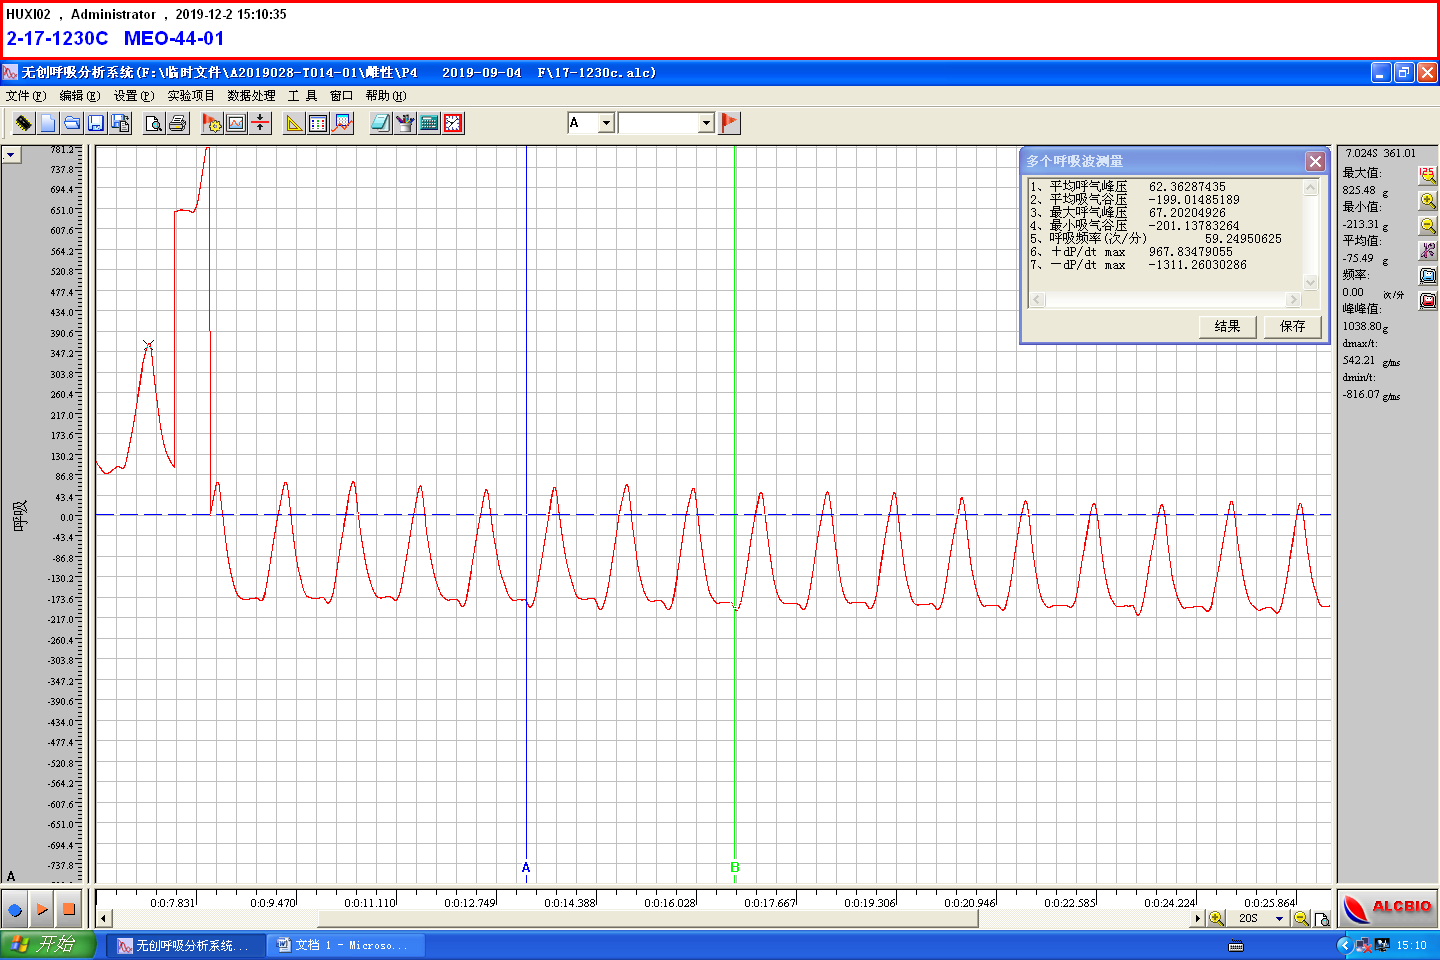 HUXI02 , Administrator , 2019-12-2 15:10:35
2-17-1230C MEO-44-01
无创呼吸分析系统(F:\临时文件\A2019028-T014-01\雌性\P4 2019-09-04 F\17-1230c.alc)
文件(F) 编辑(E) 设置(P) 实验项目 数据处理 工 具 窗口 帮助(H)
A
781.2
737.8
694.4
651.0
607.6
564.2
520.8
477.4
434.0
390.6
347.2
303.8
260.4
217.0
173.6
130.2
86.8
43.4
0.0
-43.4
-86.8
-130.2
-173.6
-217.0
-260.4
-303.8
-347.2
-390.6
-434.0
-477.4
-520.8
-564.2
-607.6
-651.0
-694.4
-737.8
呼吸
A
多个呼吸波测量
1、平均呼气峰压 62.36287435
2、平均吸气谷压 -199.01485189
3、最大呼气峰压 67.20204926
4、最小吸气谷压 -201.13783264
5、呼吸频率(次/分) 59.24950625
6、＋dP/dt max 967.83479055
7、－dP/dt max -1311.26030286
结果 保存
7.024S 361.01
最大值:
825.48 g
最小值:
-213.31 g
平均值:
-75.49 g
频率:
0.00 次/分
峰峰值:
1038.80g
dmax/t:
542.21 g/ms
dmin/t:
-816.07 g/ms
125
A B
0:0:7.831 0:0:9.470 0:0:11.110 0:0:12.749 0:0:14.388 0:0:16.028 0:0:17.667 0:0:19.306 0:0:20.946 0:0:22.585 0:0:24.224 0:0:25.864
20S
ALCBIO
开始 无创呼吸分析系统... 文档 1 - Microso... 15:10